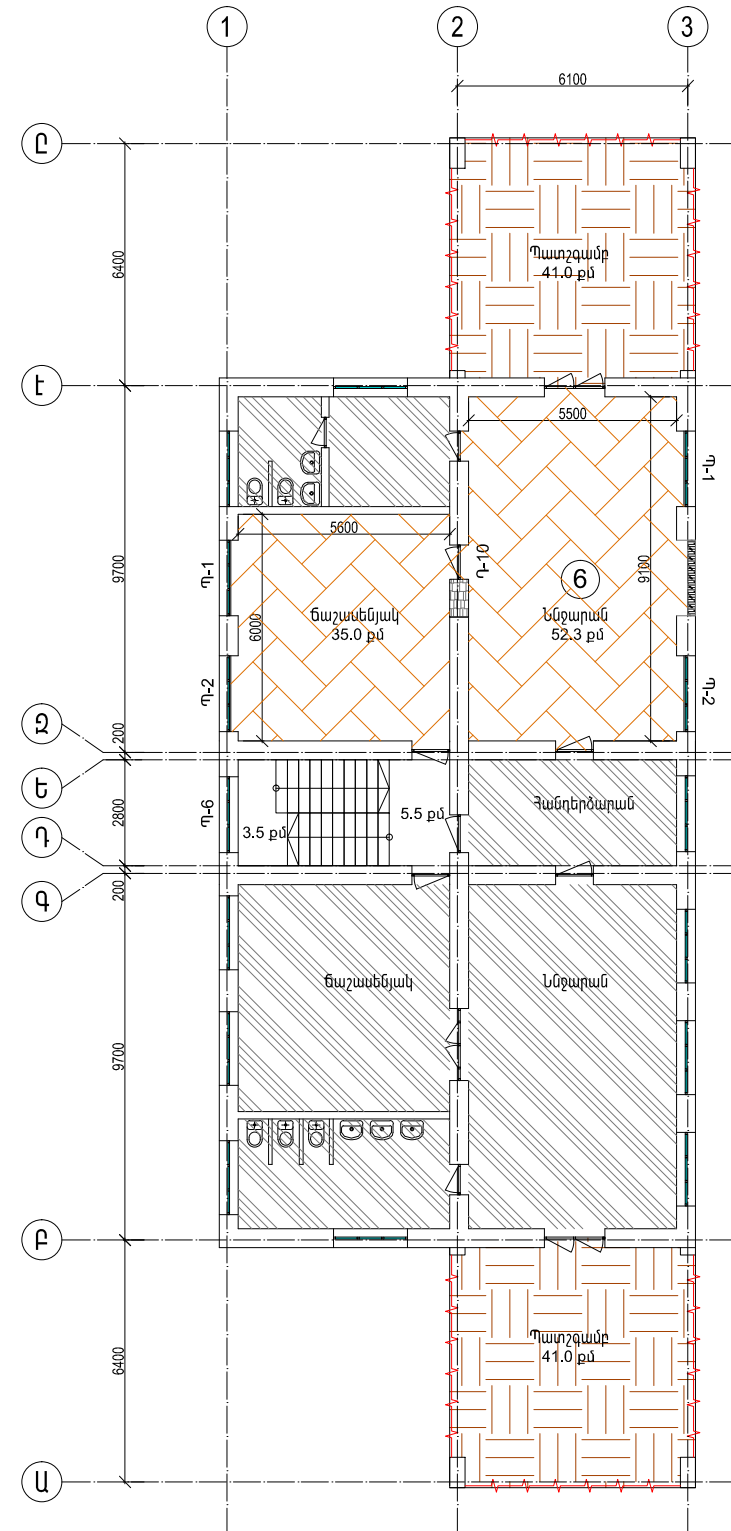 1
2
3
6100
Ը
6400
Պատշգամբ
41.0 քմ
Է
5500
Պ-1
5600
Դ-10
9700
Պ-1
6
9100
6000
Ճաշասենյակ
35.0 քմ
Ննջարան
52.3 քմ
Պ-2
Պ-2
Զ
200
Ե
2800
Պ-6
3.5 քմ
5.5 քմ
Հանդերձարան
Դ
Գ
200
Ճաշասենյակ
Ննջարան
9700
Բ
Պատշգամբ
41.0 քմ
6400
Ա